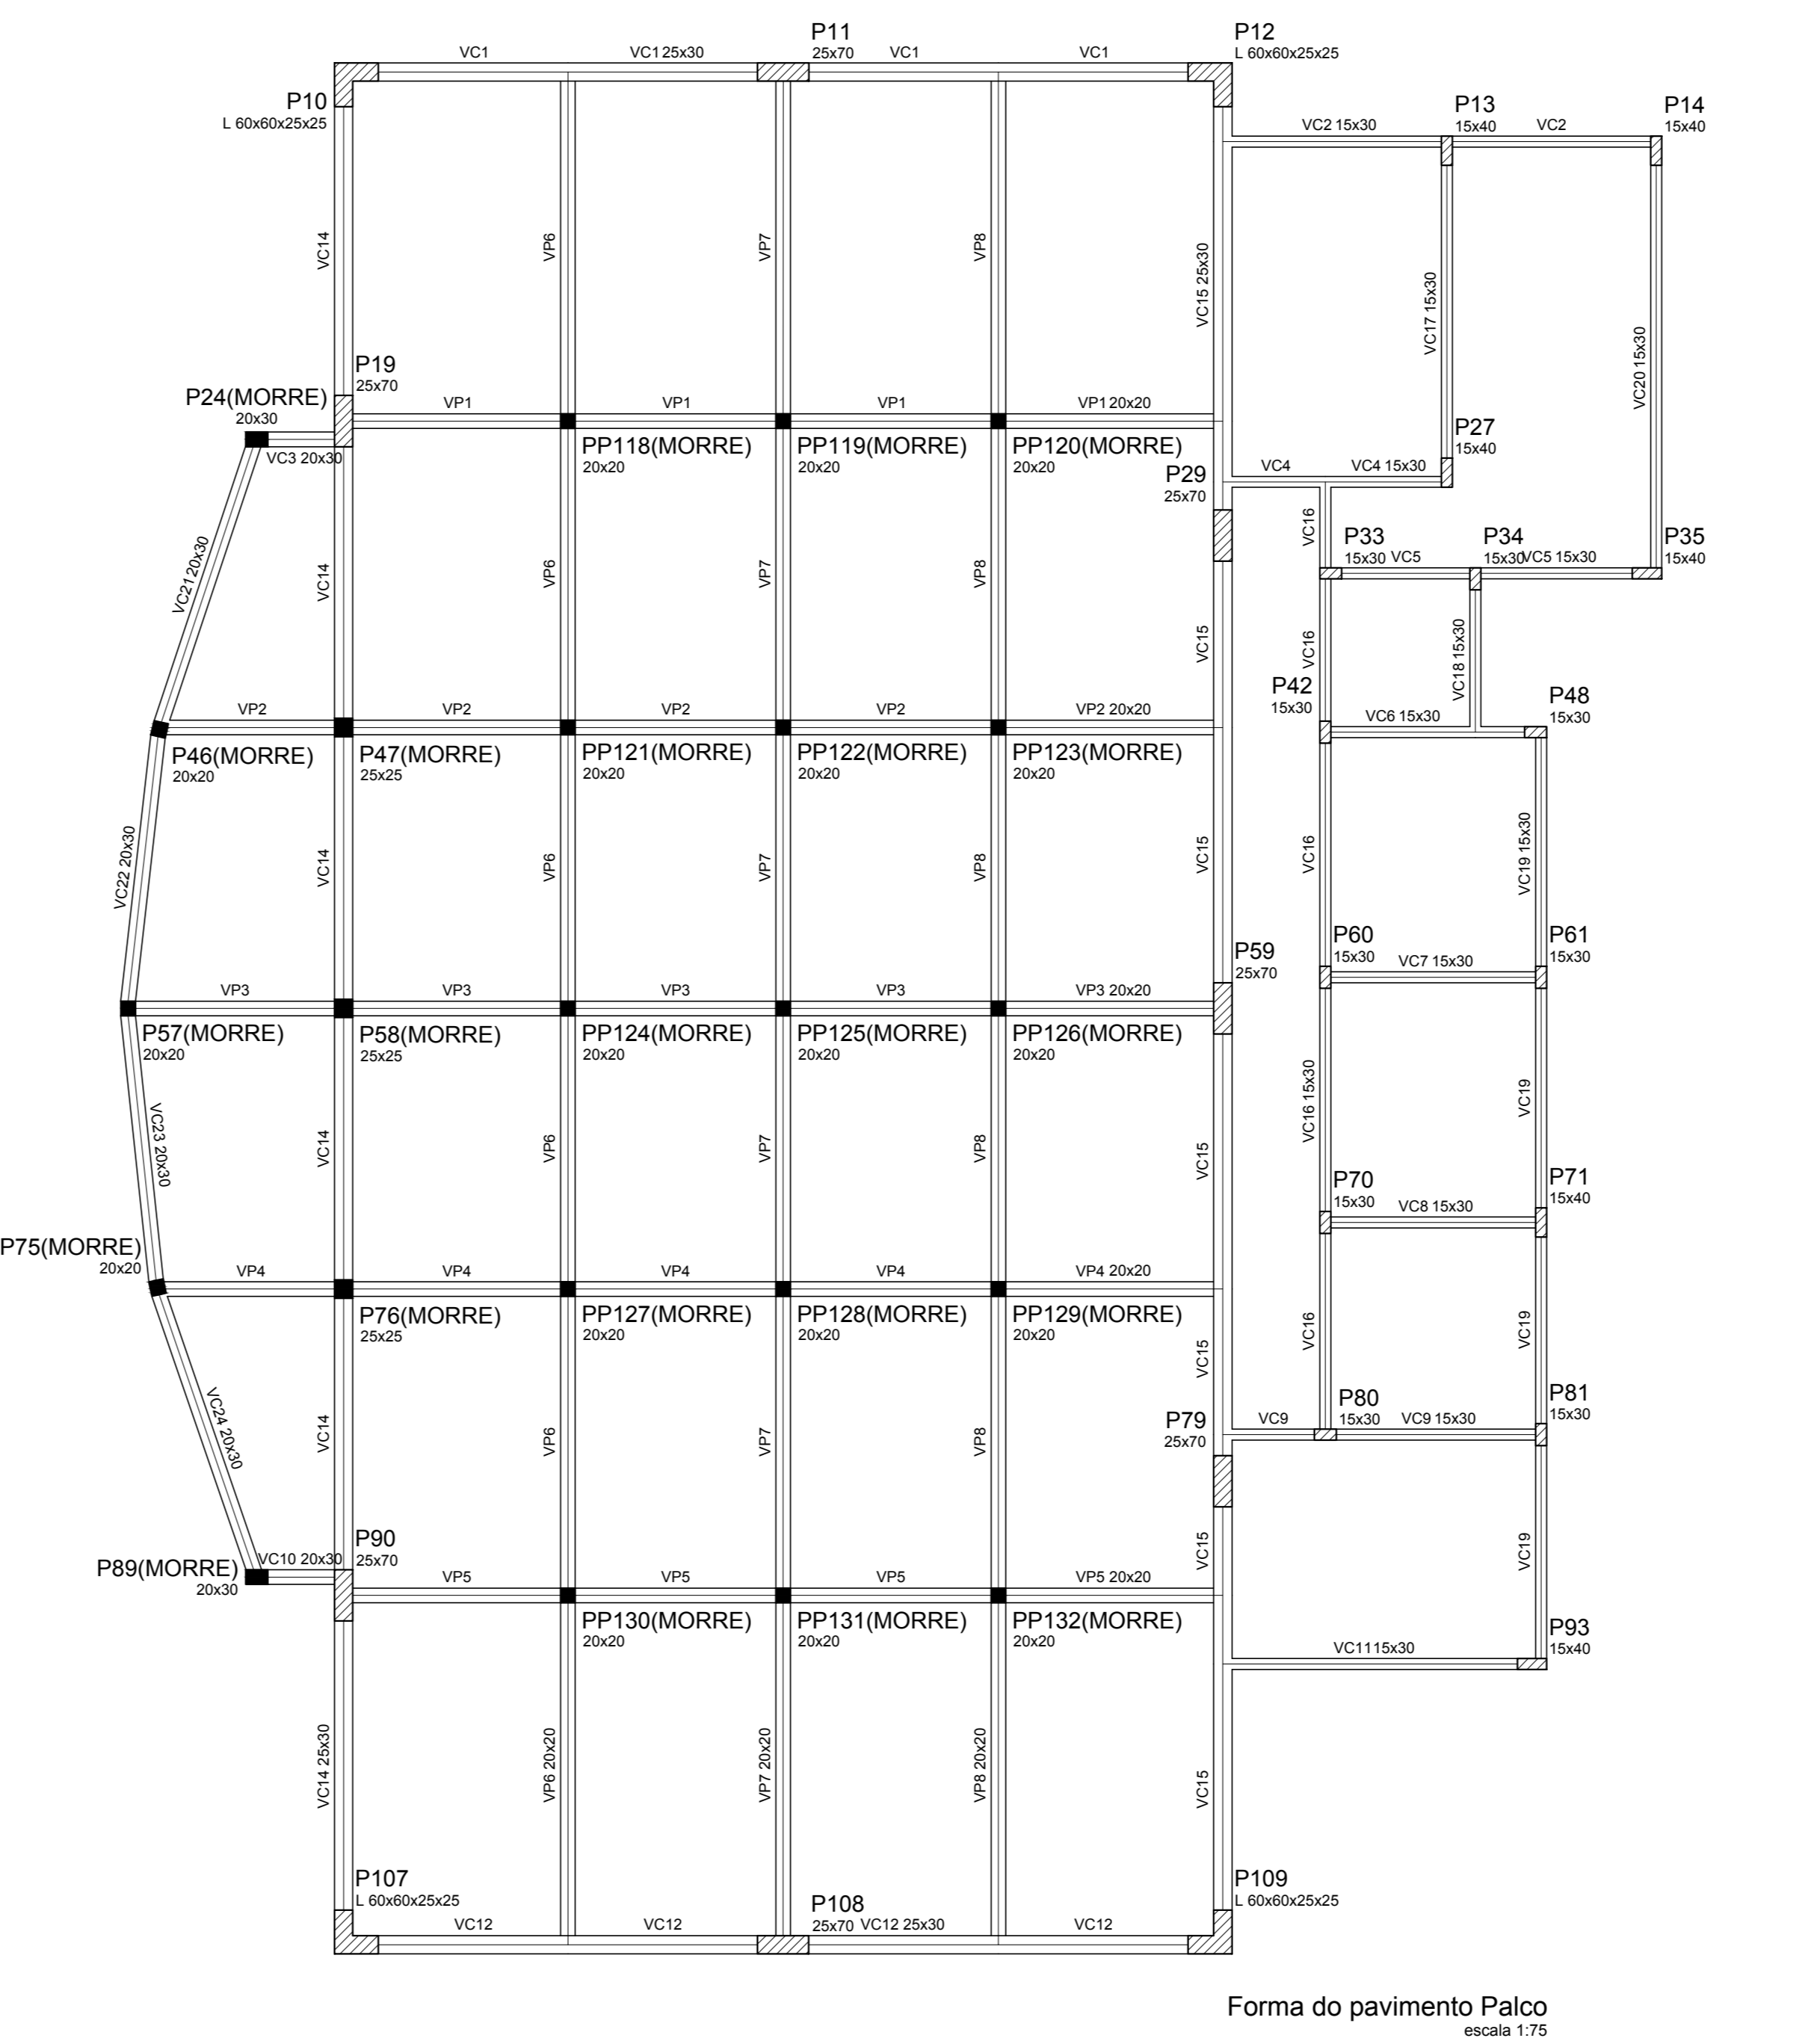 P11
25x70
P12
L 60x60x25x25
VC1
VC1 25x30
VC1
VC1
P10
L 60x60x25x25
P13
15x40
P14
15x40
VC2 15x30
VC2
VC14
VP6
VP7
VP8
VC15 25x30
VC17 15x30
VC20 15x30
P19
25x70
P24(MORRE)
20x30
VC3 20x30
VP1
VP1
VP1
VP1 20x20
PP118(MORRE)
20x20
PP119(MORRE)
20x20
PP120(MORRE)
20x20
P27
15x40
P29
25x70
VC4
VC4 15x30
VC16
P33
15x30
VC5
P34
15x30
VC5 15x30
P35
15x40
VC21 20x30
VC14
VP6
VP7
VP8
VC15
VC16
VC18 15x30
P42
15x30
VC6 15x30
P48
15x30
VP2
VP2
VP2
VP2
VP2 20x20
P46(MORRE)
20x20
P47(MORRE)
25x25
PP121(MORRE)
20x20
PP122(MORRE)
20x20
PP123(MORRE)
20x20
VC22 20x30
VC14
VP6
VP7
VP8
VC15
VC16
VC19 15x30
P59
25x70
P60
15x30
VC7 15x30
P61
15x30
VP3
VP3
VP3
VP3
VP3 20x20
P57(MORRE)
20x20
P58(MORRE)
25x25
PP124(MORRE)
20x20
PP125(MORRE)
20x20
PP126(MORRE)
20x20
VC23 20x30
VC14
VP6
VP7
VP8
VC15
VC16 15x30
VC19
P70
15x30
VC8 15x30
P71
15x40
P75(MORRE)
20x20
VP4
VP4
VP4
VP4
VP4 20x20
P76(MORRE)
25x25
PP127(MORRE)
20x20
PP128(MORRE)
20x20
PP129(MORRE)
20x20
VC24 20x30
VC14
VP6
VP7
VP8
VC15
VC16
VC19
P79
25x70
VC9
P80
15x30
VC9 15x30
P81
15x30
P89(MORRE)
20x30
VC10 20x30
P90
25x70
VP5
VP5
VP5
VP5 20x20
VC15
VC19
PP130(MORRE)
20x20
PP131(MORRE)
20x20
PP132(MORRE)
20x20
VC11 15x30
P93
15x40
VC14 25x30
VP6 20x20
VP7 20x20
VP8 20x20
VC15
P107
L 60x60x25x25
P108
25x70
P109
L 60x60x25x25
VC12
VC12
VC12 25x30
VC12
Forma do pavimento Palco
escala 1:75